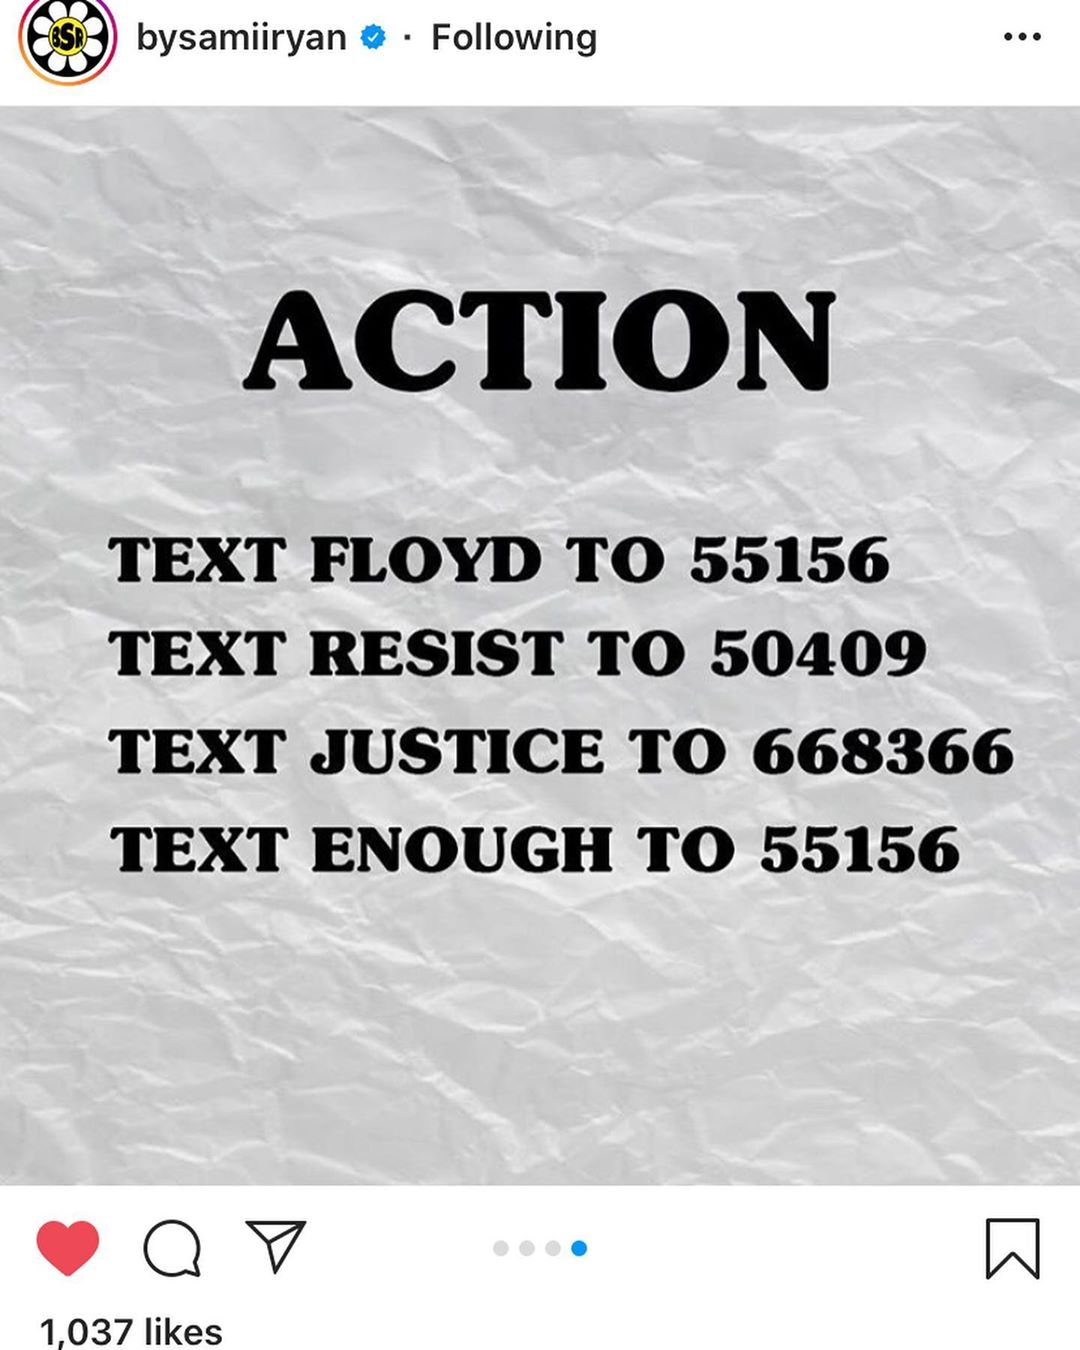 BSR
bysamiiryan · Following
ACTION
TEXT FLOYD TO 55156
TEXT RESIST TO 50409
TEXT JUSTICE TO 668366
TEXT ENOUGH TO 55156
1,037 likes